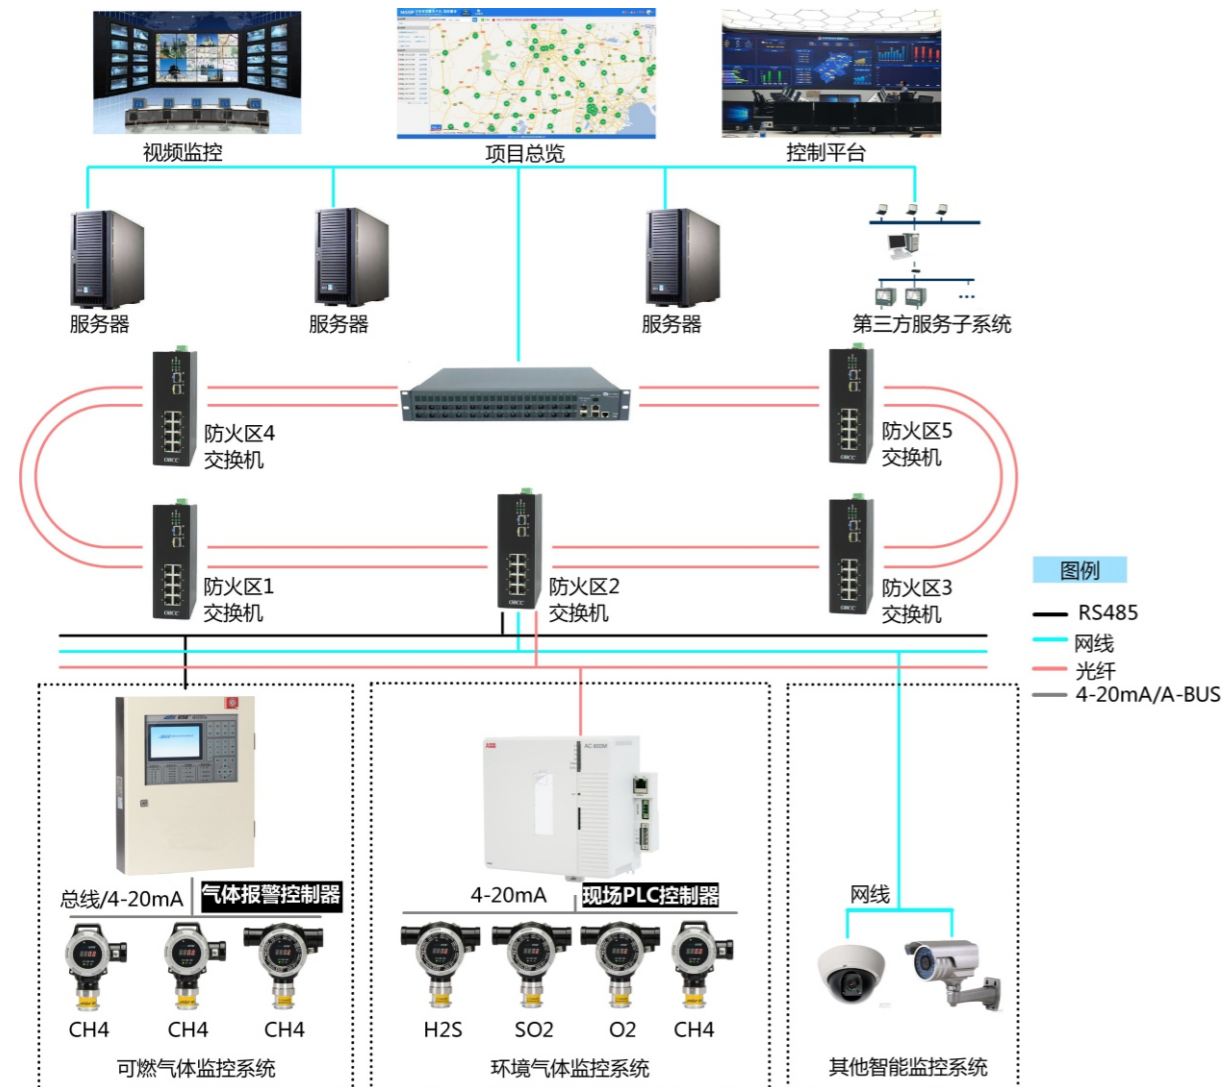 视频监控
项目总览
控制平台
服务器
服务器
服务器
第三方服务子系统
防火区4
交换机
防火区5
交换机
防火区1
交换机
防火区2
交换机
防火区3
交换机
图例
RS485
网线
光纤
4-20mA/A-BUS
ABB
AC 800M
总线/4-20mA
气体报警控制器
4-20mA
现场PLC控制器
网线
CH4
CH4
CH4
H2S
SO2
O2
CH4
可燃气体监控系统
环境气体监控系统
其他智能监控系统